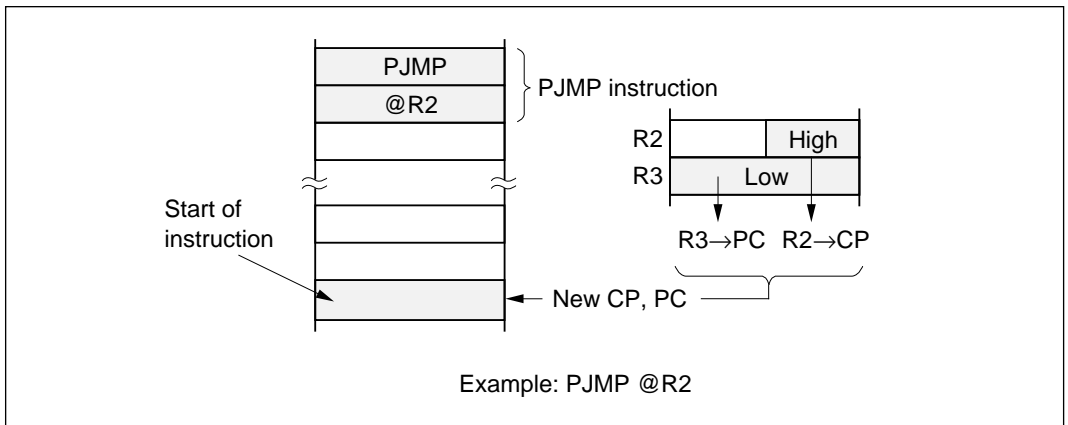 PJMP
@R2
PJMP instruction
R2 High
R3 Low
R3→PC R2→CP
Start of
instruction
New CP, PC
Example: PJMP @R2